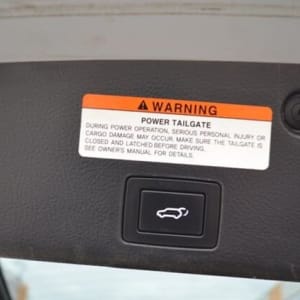 WARNING
POWER TAILGATE
DURING POWER OPERATION, SERIOUS PERSONAL INJURY OR
CARGO DAMAGE MAY OCCUR. MAKE SURE THE TAILGATE IS
CLOSED AND LATCHED BEFORE DRIVING.
SEE OWNER'S MANUAL FOR DETAILS.